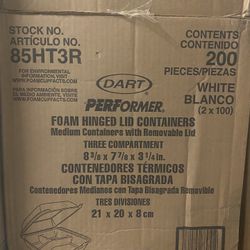 STOCK NO.
ARTICULO NO.
85HT3R
FOR ENVIRONMENTAL
INFORMATION, VISIT
WWW.FOAMCUPFACTS.COM
PARA INFORMACIÓN SOBRE
EL MEDIO AMBIENTE, VISITE
WWW.FOAMCUPFACTS.COM
CONTENTS
CONTENIDO
200
PIECES/PIEZAS
WHITE
BLANCO
(2 x 100)
DART
PERFORMER
FOAM HINGED LID CONTAINERS
Medium Containers with Removable Lid
THREE COMPARTMENT
8 3/8 x 7 7/8 x 3 1/4 in.
CONTENEDORES TÉRMICOS
CON TAPA BISAGRADA
Contenedores Medianos con Tapa Bisagrada Removible
TRES DIVISIONES
21 x 20 x 8 cm